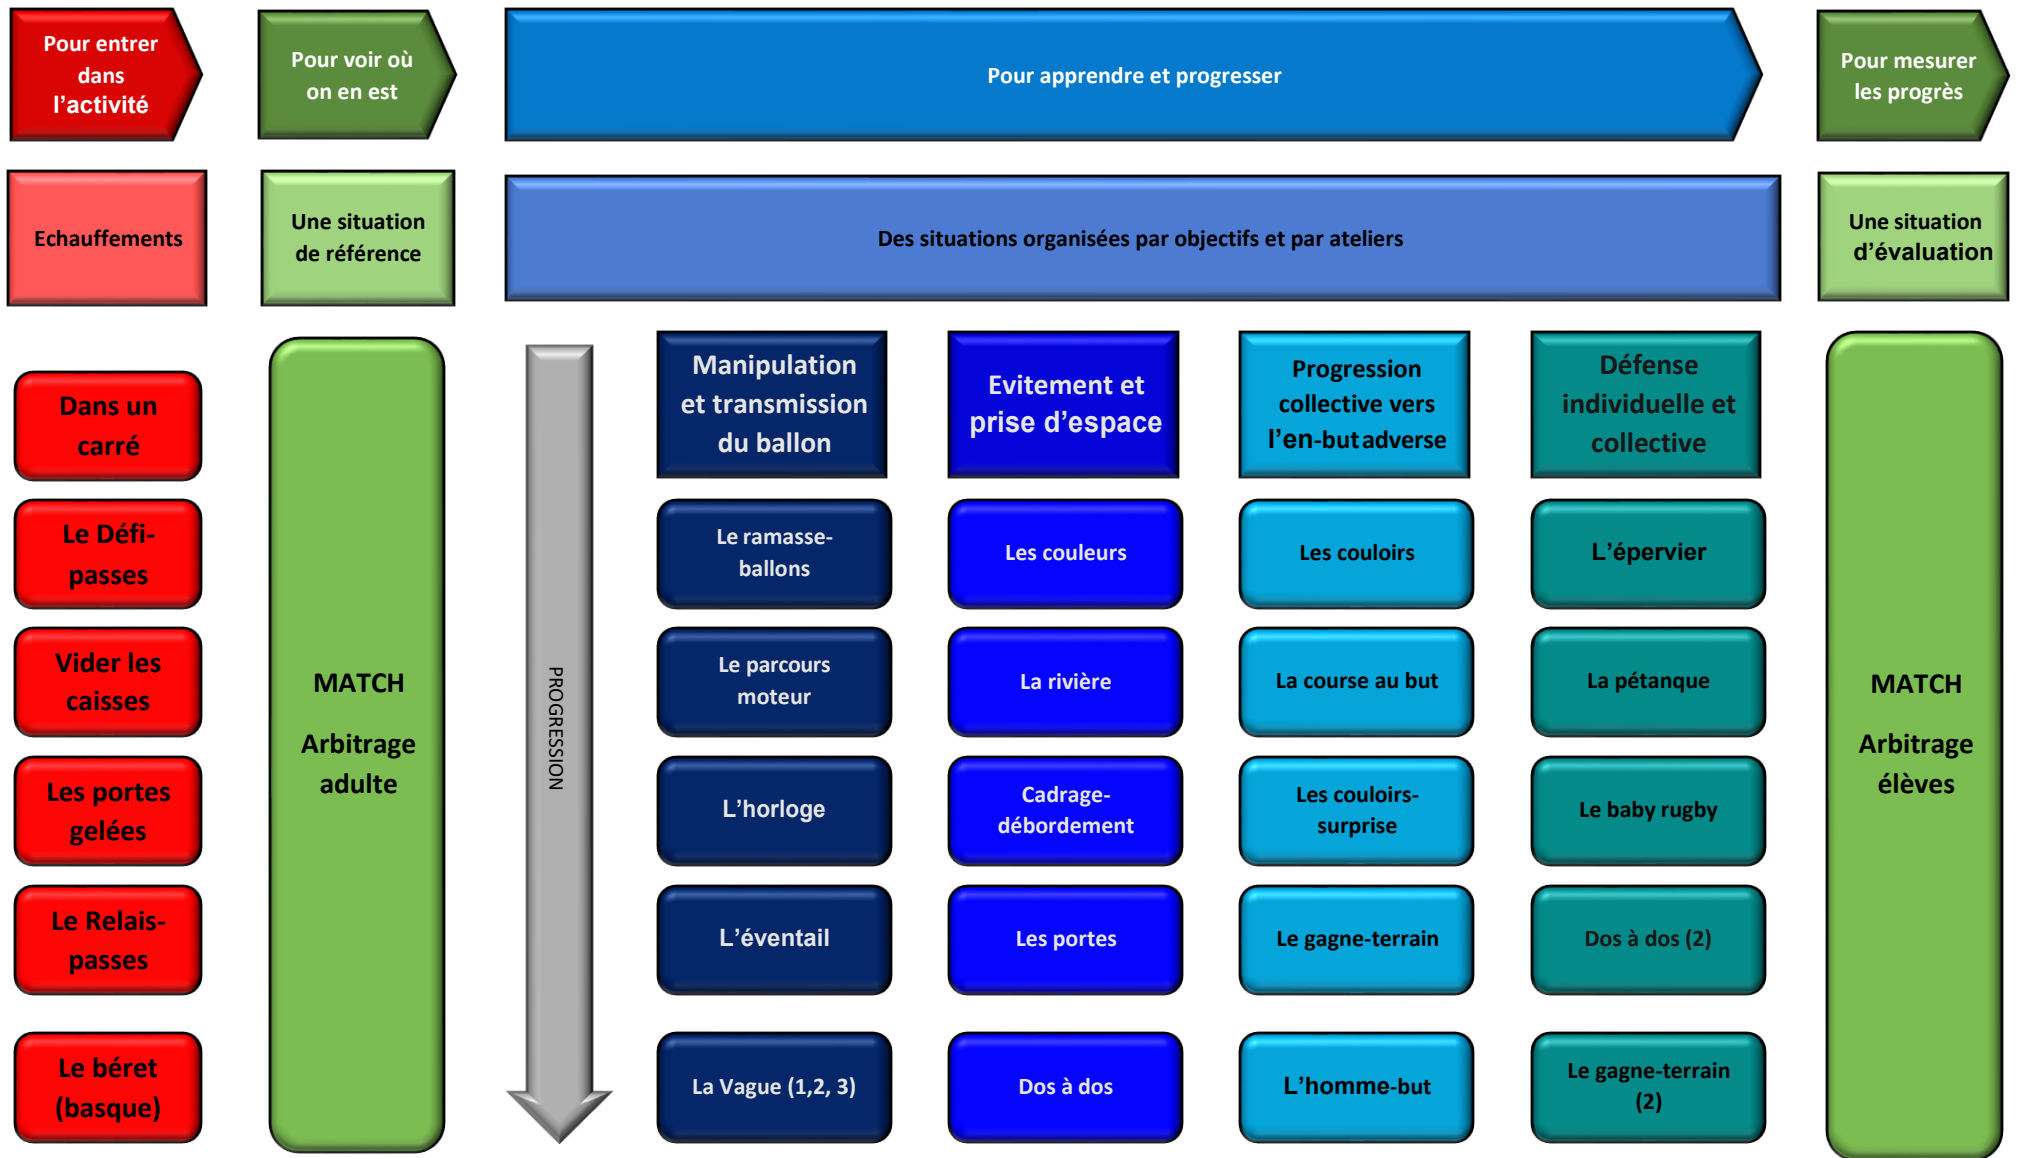 Pour entrer
dans
l'activité
Pour voir où
on en est
Pour apprendre et progresser
Pour mesurer
les progrès
Echauffements
Une situation
de référence
Des situations organisées par objectifs et par ateliers
Une situation
d'évaluation
Dans un
carré
Le Défi-
passes
Vider les
caisses
Les portes
gelées
Le Relais-
passes
Le béret
(basque)
MATCH
Arbitrage
adulte
PROGRESSION
Manipulation
et transmission
du ballon
Le ramasse-
ballons
Le parcours
moteur
L'horloge
L'éventail
La Vague (1,2, 3)
Evitement et
prise d'espace
Les couleurs
La rivière
Cadrage-
débordement
Les portes
Dos à dos
Progression
collective vers
l'en-but adverse
Les couloirs
La course au but
Les couloirs-
surprise
Le gagne-terrain
L'homme-but
Défense
individuelle et
collective
L'épervier
La pétanque
Le baby rugby
Dos à dos (2)
Le gagne-terrain
(2)
MATCH
Arbitrage
élèves